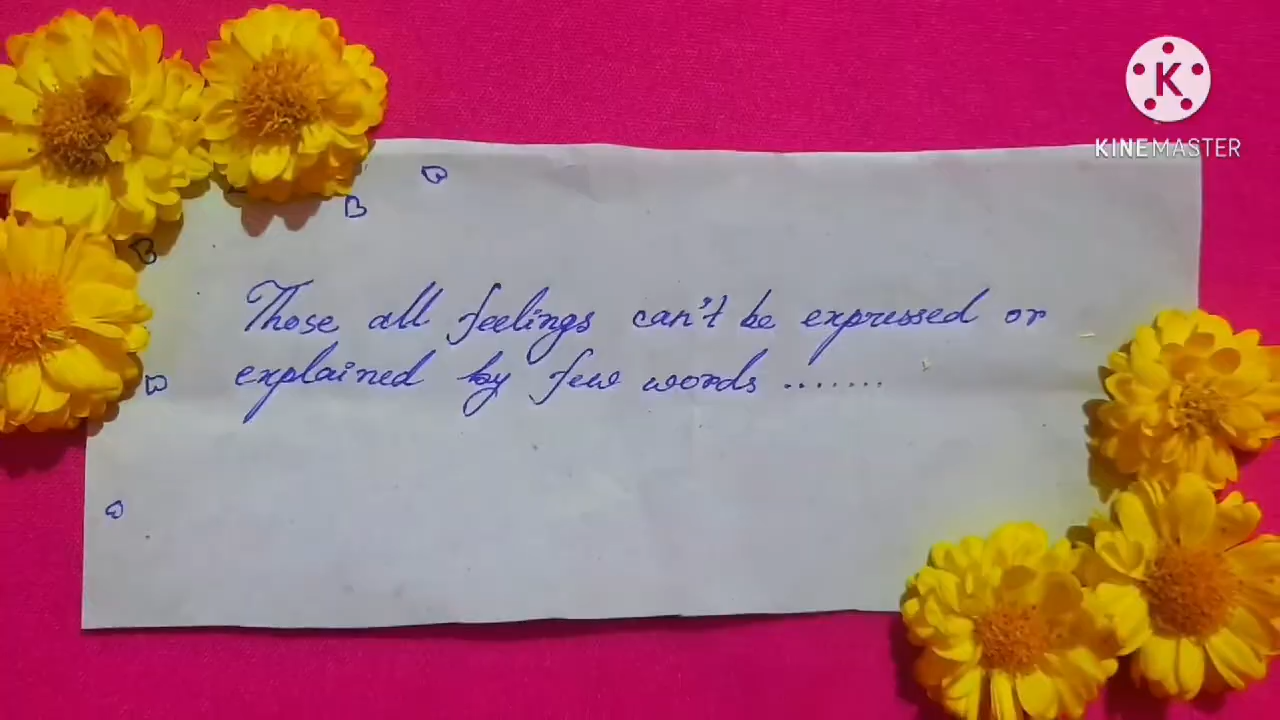 K
KINEMASTER
Those all feelings can't be expressed or
explained by few words .......